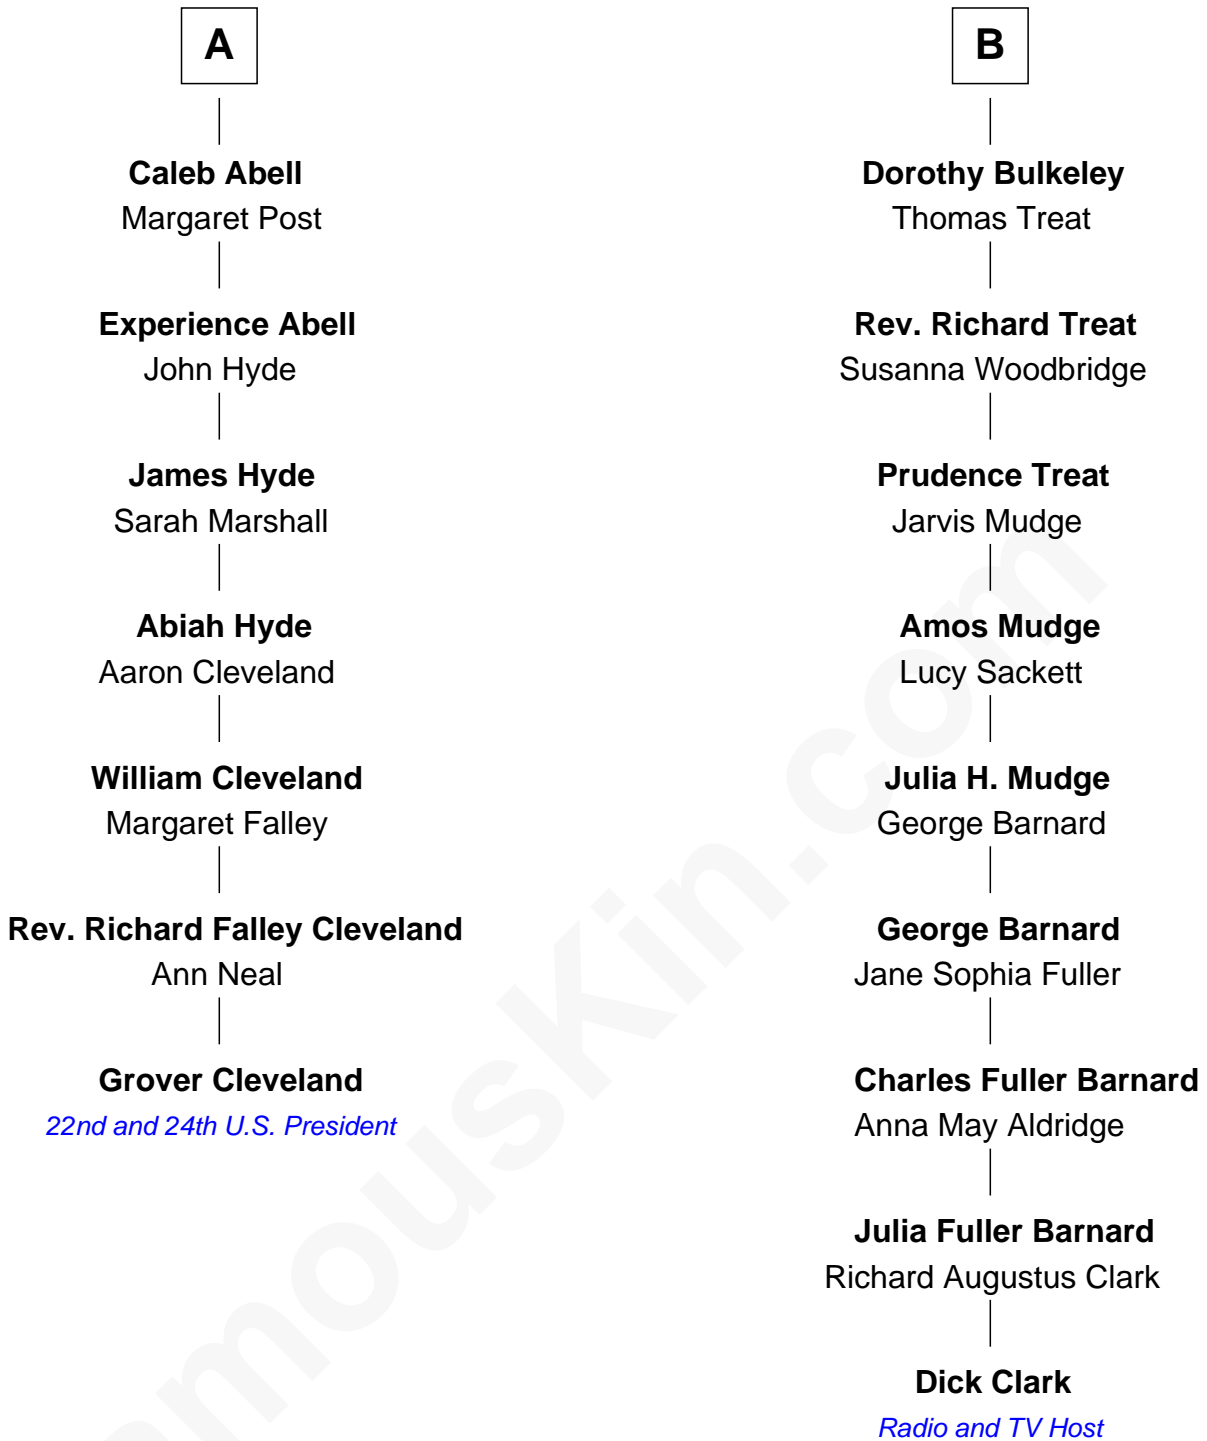 A
Caleb Abell
Margaret Post
Experience Abell
John Hyde
James Hyde
Sarah Marshall
Abiah Hyde
Aaron Cleveland
William Cleveland
Margaret Falley
Rev. Richard Falley Cleveland
Ann Neal
Grover Cleveland
22nd and 24th U.S. President
B
Dorothy Bulkeley
Thomas Treat
Rev. Richard Treat
Susanna Woodbridge
Prudence Treat
Jarvis Mudge
Amos Mudge
Lucy Sackett
Julia H. Mudge
George Barnard
George Barnard
Jane Sophia Fuller
Charles Fuller Barnard
Anna May Aldridge
Julia Fuller Barnard
Richard Augustus Clark
Dick Clark
Radio and TV Host
mousKin.com